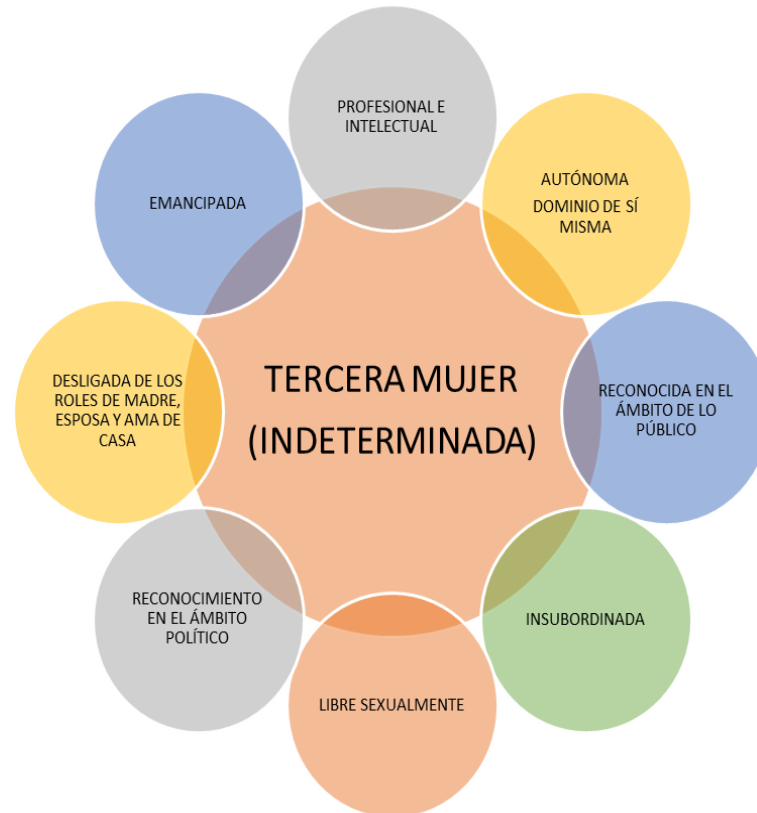 PROFESIONAL E
INTELECTUAL
AUTÓNOMA
DOMINIO DE SÍ
MISMA
EMANCIPADA
TERCERA MUJER
(INDETERMINADA)
DESLIGADA DE LOS
ROLES DE MADRE,
ESPOSA Y AMA DE
CASA
RECONOCIDA EN EL
ÁMBITO DE LO
PÚBLICO
RECONOCIMIENTO
EN EL ÁMBITO
POLÍTICO
INSUBORDINADA
LIBRE SEXUALMENTE